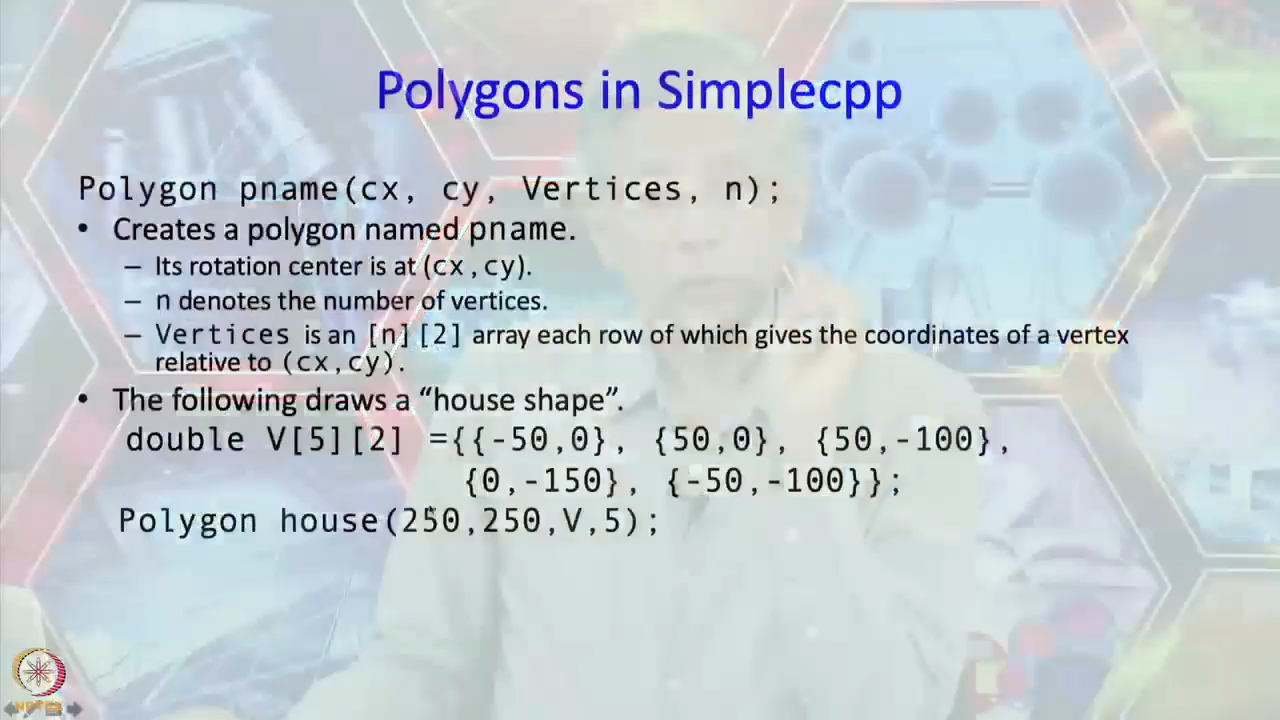 Polygons in Simplecpp
Polygon pname(cx, cy, Vertices, n);
• Creates a polygon named pname.
– Its rotation center is at (cx,cy).
– n denotes the number of vertices.
– Vertices is an [n][2] array each row of which gives the coordinates of a vertex
relative to (cx,cy).
• The following draws a “house shape”.
double V[5][2] ={{-50,0}, {50,0}, {50,-100},
{0,-150}, {-50,-100}};
Polygon house(250,250,V,5);
NPTEL